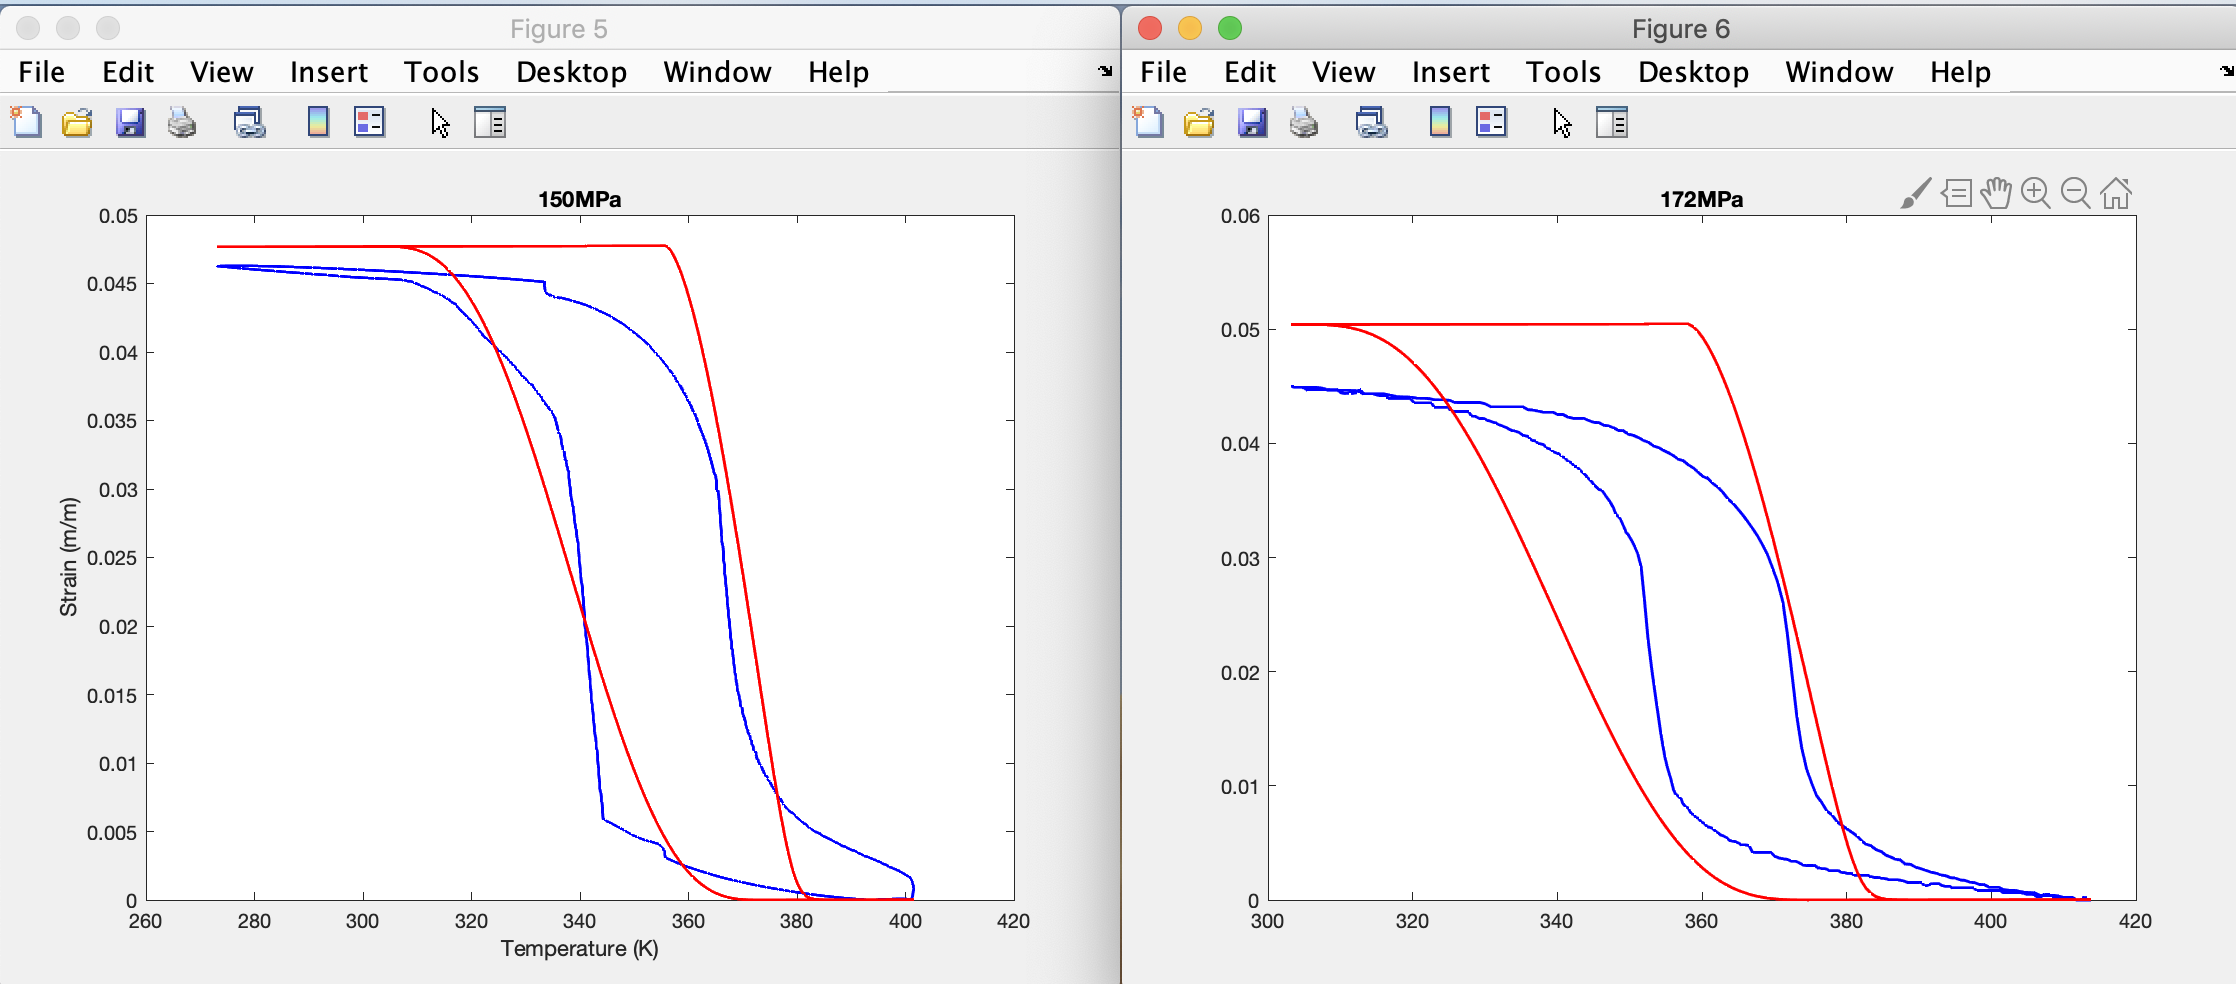 Figure 5
File Edit View Insert Tools Desktop Window Help
150MPa
0.05
0.045
0.04
0.035
0.03
0.025
0.02
0.015
0.01
0.005
0
Strain (m/m)
260 280 300 320 340 360 380 400 420
Temperature (K)
Figure 6
File Edit View Insert Tools Desktop Window Help
172MPa
0.06
0.05
0.04
0.03
0.02
0.01
0
300 320 340 360 380 400 420